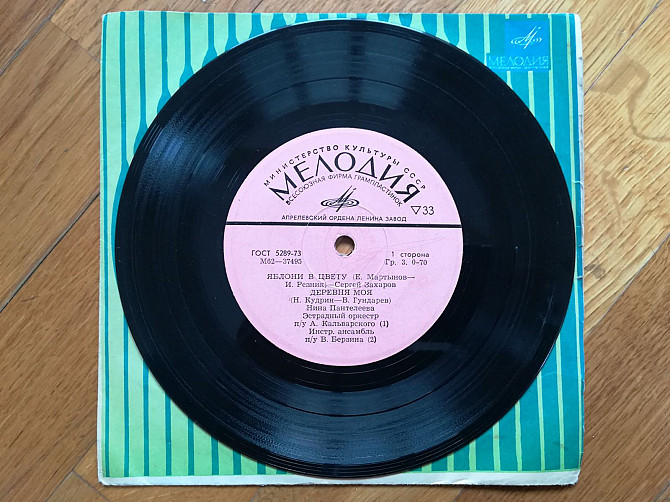 МЕЛОДИЯ
МИНИСТЕРСТВО КУЛЬТУРЫ СССР
МЕЛОДИЯ
ВСЕСОЮЗНАЯ ФИРМА ГРАМПЛАСТИНОК
▽33
АПРЕЛЕВСКИЙ ОРДЕНА ЛЕНИНА ЗАВОД
ГОСТ 5289-73
1 сторона
М62—37495
Гр. 3. 0-70
ЯБЛОНИ В ЦВЕТУ (Е. Мартынов—
И. Резник)—Сергей Захаров
ДЕРЕВНЯ МОЯ
(Н. Кудрин—В. Гундарев)
Нина Пантелеева
Эстрадный оркестр
п/у А. Кальварского (1)
Инстр. ансамбль
п/у В. Берзина (2)